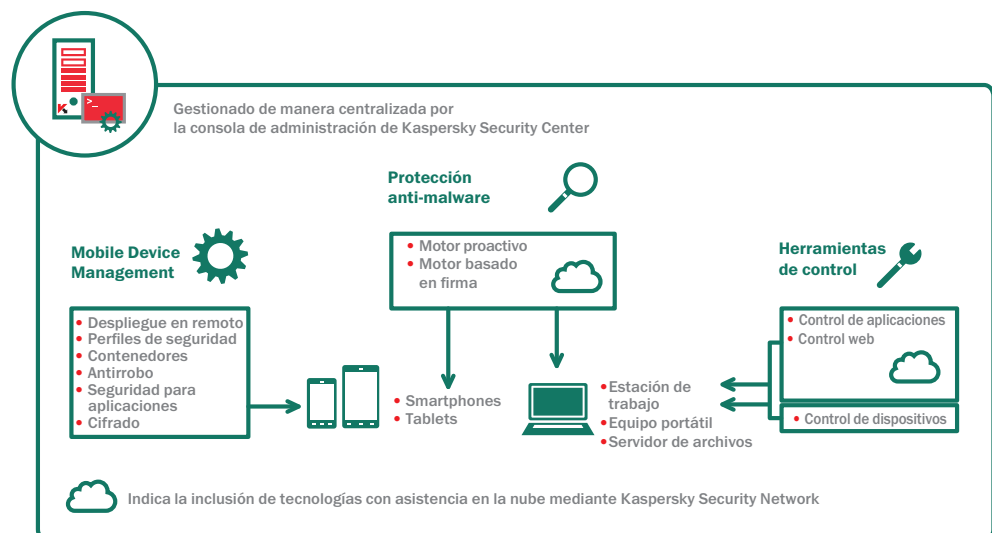 Gestionado de manera centralizada por
la consola de administración de Kaspersky Security Center
Protección
anti-malware
• Motor proactivo
• Motor basado
en firma
Mobile Device
Management
• Despliegue en remoto
• Perfiles de seguridad
• Contenedores
• Antirrobo
• Seguridad para
aplicaciones
• Cifrado
• Smartphones
• Tablets
• Estación de
trabajo
• Equipo portátil
• Servidor de archivos
Herramientas
de control
• Control de aplicaciones
• Control web
• Control de dispositivos
Indica la inclusión de tecnologías con asistencia en la nube mediante Kaspersky Security Network
K
>_